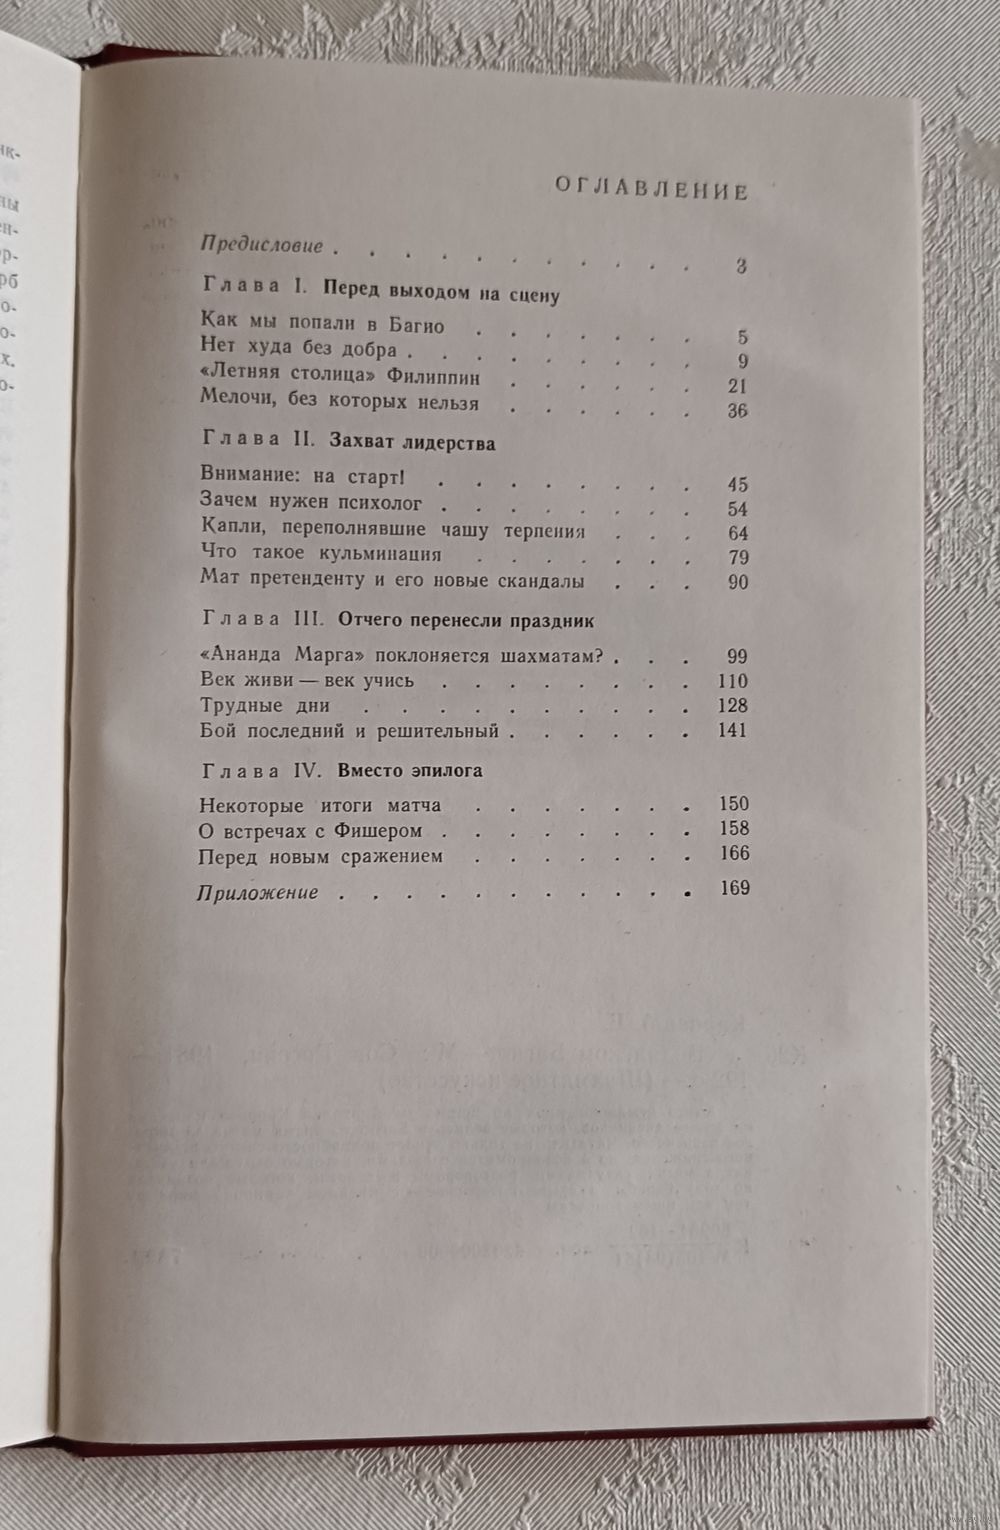 ОГЛАВЛЕНИЕ
Предисловие . . . . . . . . . . . 3
Глава I. Перед выходом на сцену
Как мы попали в Багио . . . . . . . 5
Нет худа без добра . . . . . . . . . 9
«Летняя столица» Филиппин . . . . . . 21
Мелочи, без которых нельзя . . . . . . 36
Глава II. Захват лидерства
Внимание: на старт! . . . . . . . . 45
Зачем нужен психолог . . . . . . . . 54
Капли, переполнявшие чашу терпения . . . 64
Что такое кульминация . . . . . . . 79
Мат претенденту и его новые скандалы . . . 90
Глава III. Отчего перенесли праздник
«Ананда Марга» поклоняется шахматам? . . . 99
Век живи — век учись . . . . . . . . 110
Трудные дни . . . . . . . . . . 128
Бой последний и решительный . . . . . . 141
Глава IV. Вместо эпилога
Некоторые итоги матча . . . . . . . 150
О встречах с Фишером . . . . . . . . 158
Перед новым сражением . . . . . . . 166
Приложение . . . . . . . . . . . 169